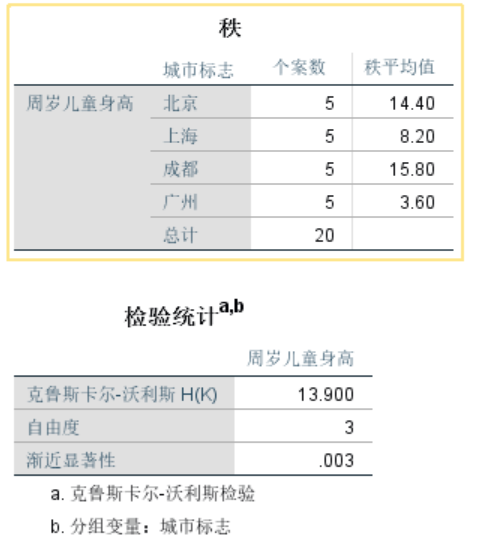 秩
城市标志 个案数 秩平均值
周岁儿童身高 北京 5 14.40
上海 5 8.20
成都 5 15.80
广州 5 3.60
总计 20
检验统计a,b
周岁儿童身高
克鲁斯卡尔-沃利斯 H(K) 13.900
自由度 3
渐近显著性 .003
a. 克鲁斯卡尔-沃利斯检验
b. 分组变量：城市标志